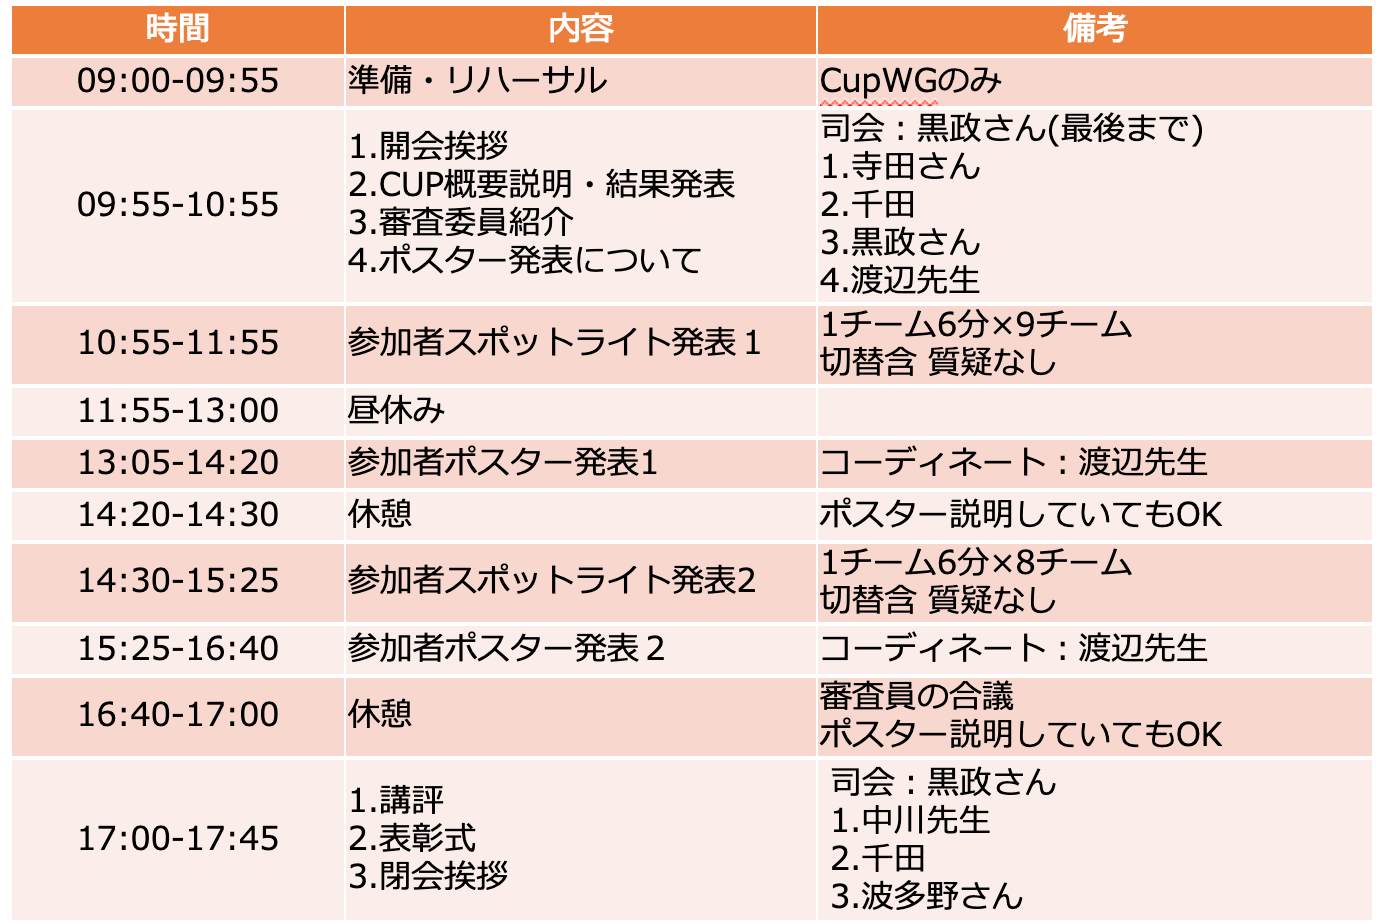 時間 内容 備考
09:00-09:55 準備・リハーサル CupWGのみ
09:55-10:55
1.開会挨拶
2.CUP概要説明・結果発表
3.審査委員紹介
4.ポスター発表について
司会：黒政さん(最後まで)
1.寺田さん
2.千田
3.黒政さん
4.渡辺先生
10:55-11:55 参加者スポットライト発表１
1チーム6分×9チーム
切替含 質疑なし
11:55-13:00 昼休み
13:05-14:20 参加者ポスター発表1 コーディネート：渡辺先生
14:20-14:30 休憩 ポスター説明していてもOK
14:30-15:25 参加者スポットライト発表2
1チーム6分×8チーム
切替含 質疑なし
15:25-16:40 参加者ポスター発表２ コーディネート：渡辺先生
16:40-17:00 休憩
審査員の合議
ポスター説明していてもOK
17:00-17:45
1.講評
2.表彰式
3.閉会挨拶
司会：黒政さん
1.中川先生
2.千田
3.波多野さん